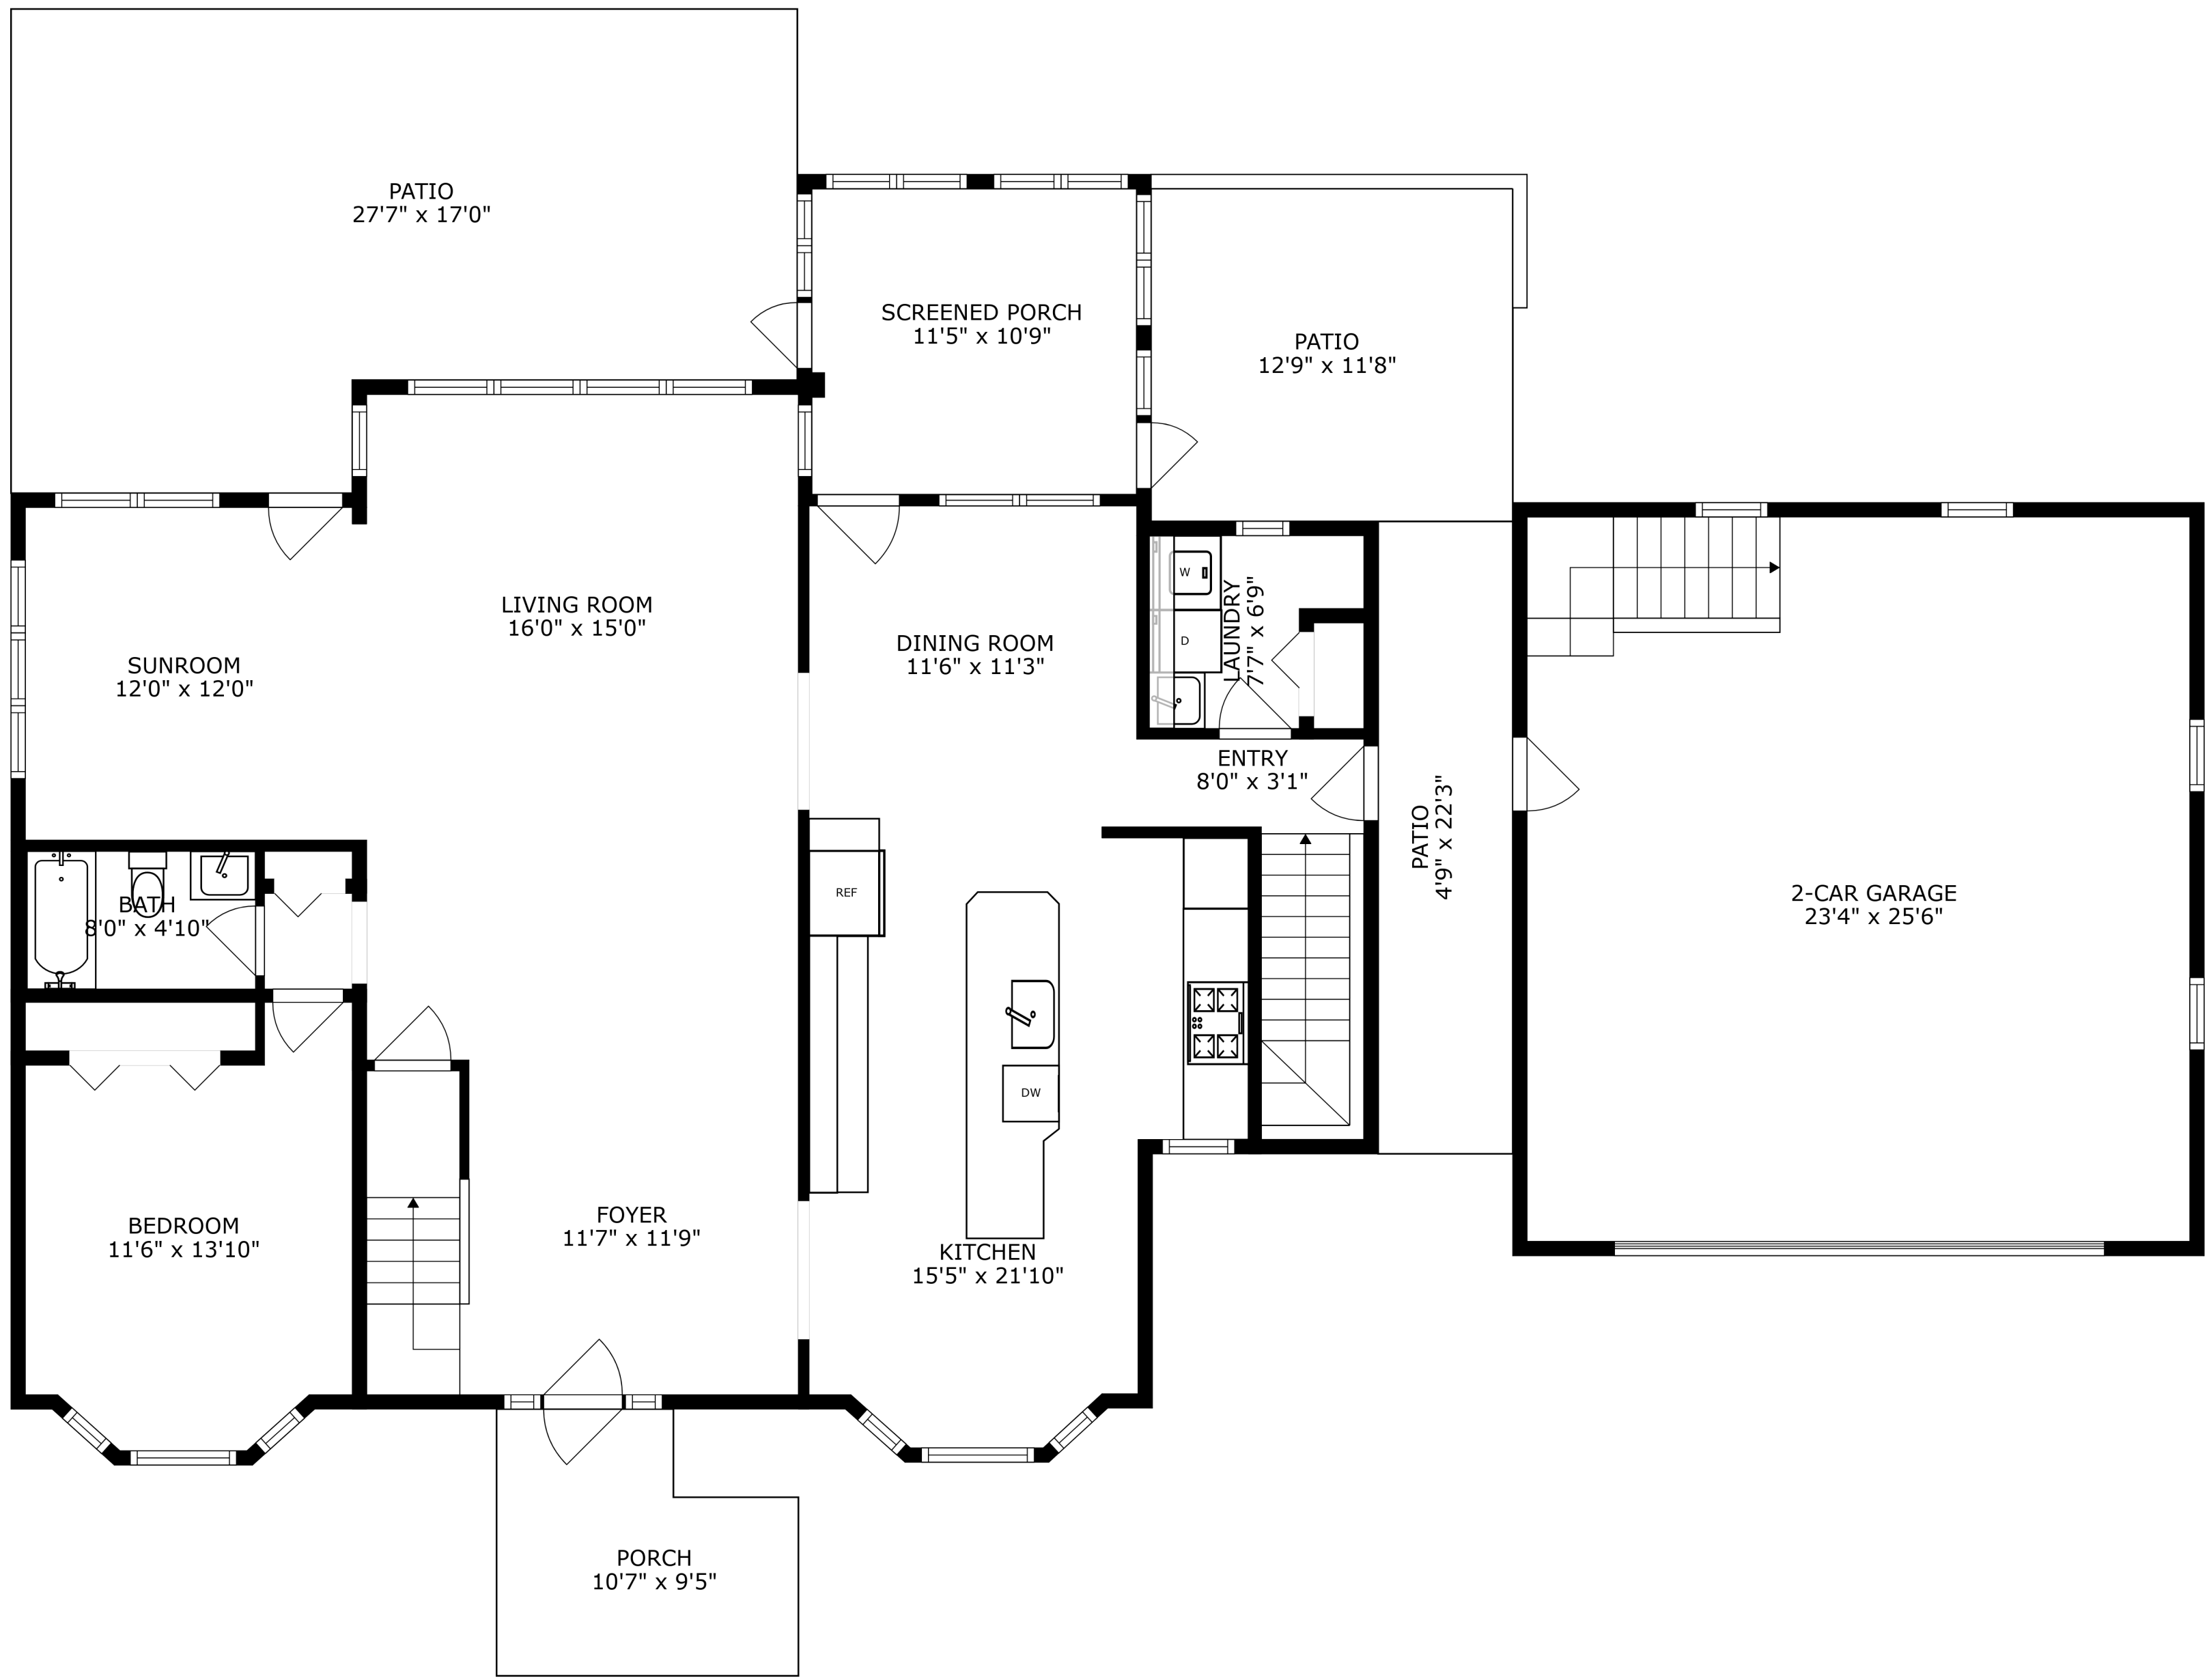 PATIO
27'7" x 17'0"
SCREENED PORCH
11'5" x 10'9"
PATIO
12'9" x 11'8"
LIVING ROOM
16'0" x 15'0"
SUNROOM
12'0" x 12'0"
DINING ROOM
11'6" x 11'3"
W
D
LAUNDRY
7'7" x 6'9"
ENTRY
8'0" x 3'1"
PATIO
4'9" x 22'3"
2-CAR GARAGE
23'4" x 25'6"
BATH
8'0" x 4'10"
REF
DW
BEDROOM
11'6" x 13'10"
FOYER
11'7" x 11'9"
KITCHEN
15'5" x 21'10"
PORCH
10'7" x 9'5"